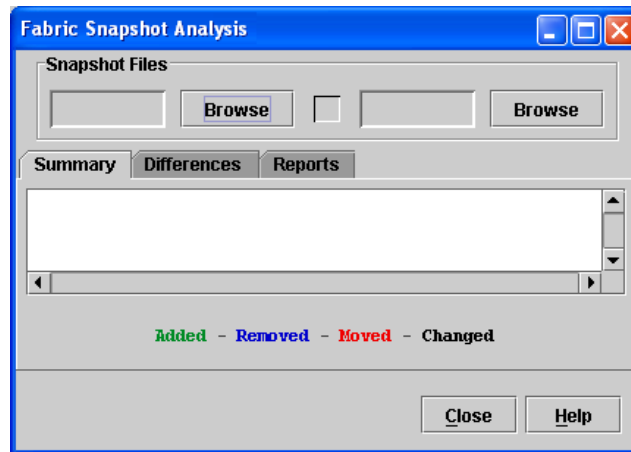 Fabric Snapshot Analysis
Snapshot Files
Browse Browse
Summary Differences Reports
Added - Removed - Moved - Changed
Close Help